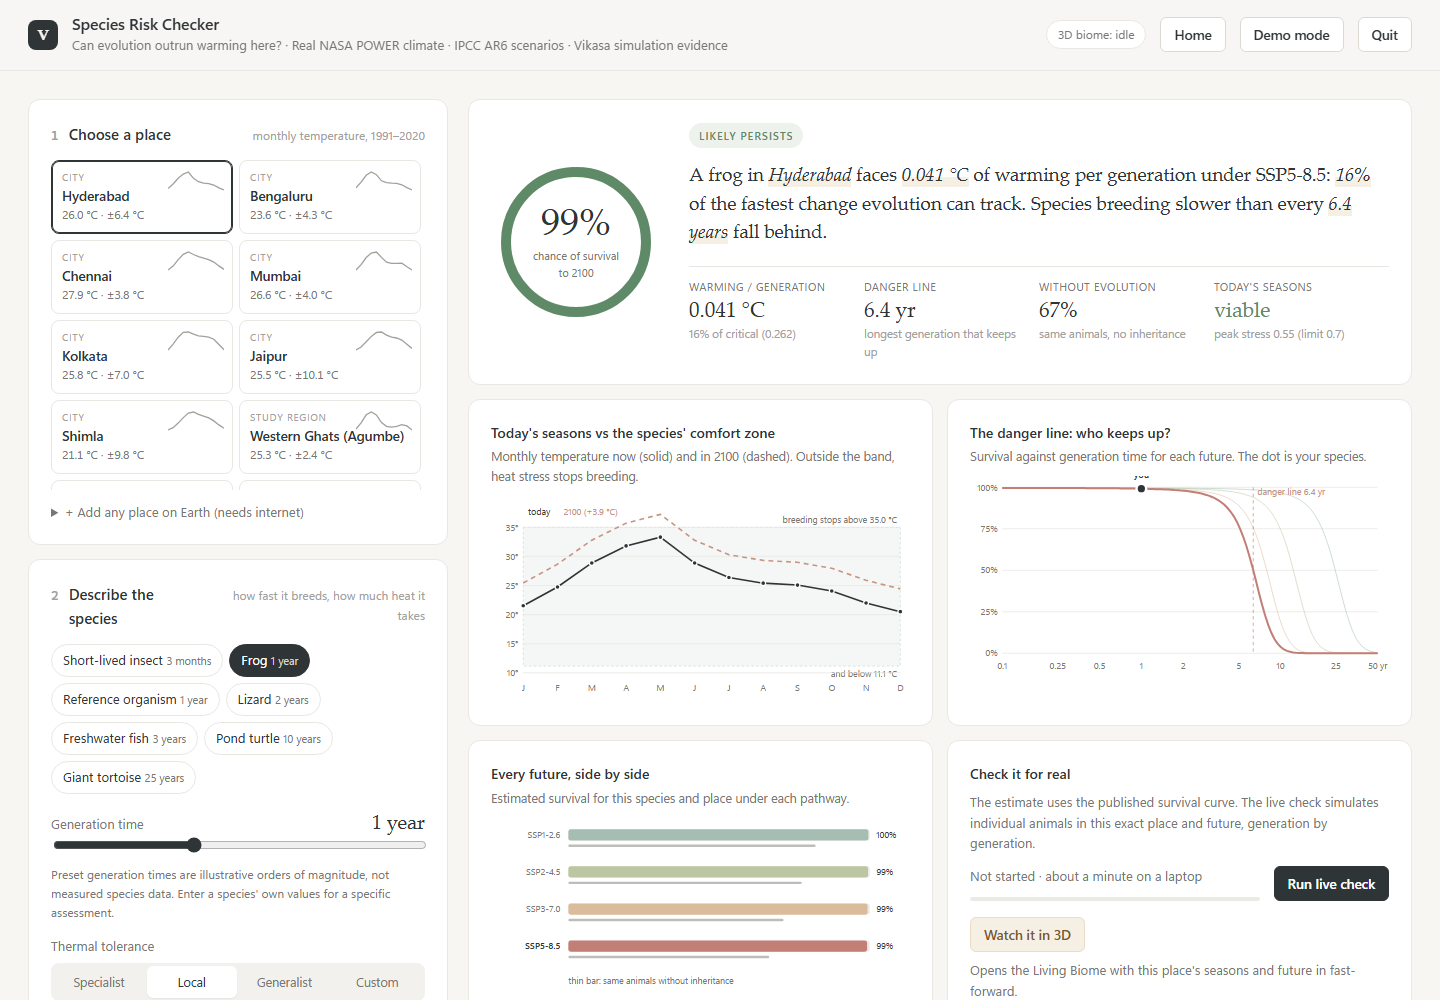 V
Species Risk Checker
Can evolution outrun warming here? · Real NASA POWER climate · IPCC AR6 scenarios · Vikasa simulation evidence
3D biome: idle
Home
Demo mode
Quit
1 Choose a place
monthly temperature, 1991–2020
CITY
Hyderabad
26.0 °C · ±6.4 °C
CITY
Bengaluru
23.6 °C · ±4.3 °C
CITY
Chennai
27.9 °C · ±3.8 °C
CITY
Mumbai
26.6 °C · ±4.0 °C
CITY
Kolkata
25.8 °C · ±7.0 °C
CITY
Jaipur
25.5 °C · ±10.1 °C
CITY
Shimla
21.1 °C · ±9.8 °C
STUDY REGION
Western Ghats (Agumbe)
25.3 °C · ±2.4 °C
+ Add any place on Earth (needs internet)
2 Describe the
species
how fast it breeds, how much heat it
takes
Short-lived insect 3 months
Frog 1 year
Reference organism 1 year
Lizard 2 years
Freshwater fish 3 years
Pond turtle 10 years
Giant tortoise 25 years
Generation time
1 year
Preset generation times are illustrative orders of magnitude, not
measured species data. Enter a species' own values for a specific
assessment.
Thermal tolerance
Specialist
Local
Generalist
Custom
99%
chance of survival
to 2100
LIKELY PERSISTS
A frog in Hyderabad faces 0.041 °C of warming per generation under SSP5-8.5: 16%
of the fastest change evolution can track. Species breeding slower than every 6.4
years fall behind.
WARMING / GENERATION
0.041 °C
16% of critical (0.262)
DANGER LINE
6.4 yr
longest generation that keeps
up
WITHOUT EVOLUTION
67%
same animals, no inheritance
TODAY'S SEASONS
viable
peak stress 0.55 (limit 0.7)
Today's seasons vs the species' comfort zone
Monthly temperature now (solid) and in 2100 (dashed). Outside the band,
heat stress stops breeding.
today
2100 (+3.9 °C)
breeding stops above 35.0 °C
35°
30°
25°
20°
15°
10°
and below 11.1 °C
J F M A M J J A S O N D
The danger line: who keeps up?
Survival against generation time for each future. The dot is your species.
you
danger line 6.4 yr
100%
75%
50%
25%
0%
0.1 0.25 0.5 1 2 5 10 25 50 yr
Every future, side by side
Estimated survival for this species and place under each pathway.
SSP1-2.6 100%
SSP2-4.5 99%
SSP3-7.0 99%
SSP5-8.5 99%
thin bar: same animals without inheritance
Check it for real
The estimate uses the published survival curve. The live check simulates
individual animals in this exact place and future, generation by
generation.
Not started · about a minute on a laptop
Run live check
Watch it in 3D
Opens the Living Biome with this place's seasons and future in fast-
forward.